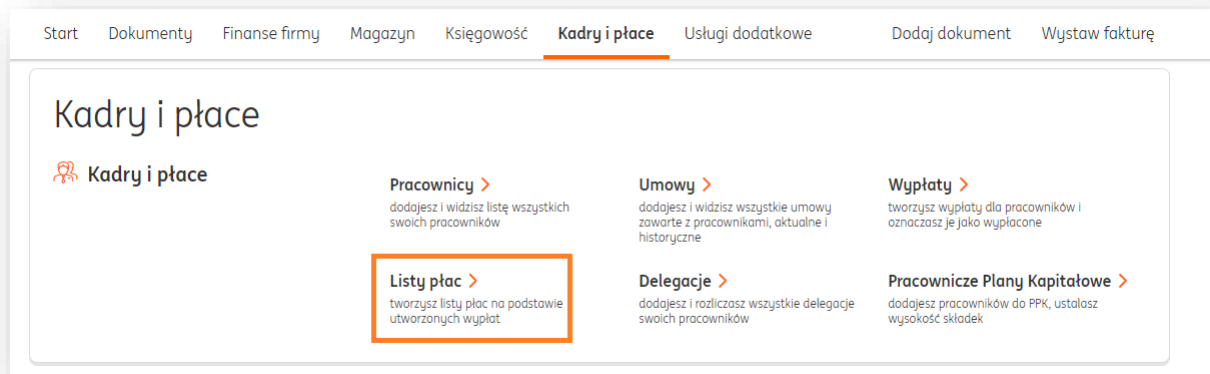 Start Dokumenty Finanse firmy Magazyn Księgowość Kadry i płace Usługi dodatkowe Dodaj dokument Wystaw fakturę
Kadry i płace
Kadry i płace
Pracownicy >
dodajesz i widzisz listę wszystkich
swoich pracowników
Umowy >
dodajesz i widzisz wszystkie umowy
zawarte z pracownikami, aktualne i
historyczne
Wypłaty >
tworzysz wypłaty dla pracowników i
oznaczasz je jako wypłacone
Listy płac >
tworzysz listy płac na podstawie
utworzonych wypłat
Delegacje >
dodajesz i rozliczasz wszystkie delegacje
swoich pracowników
Pracownicze Plany Kapitałowe >
dodajesz pracowników do PPK, ustalasz
wysokość składek